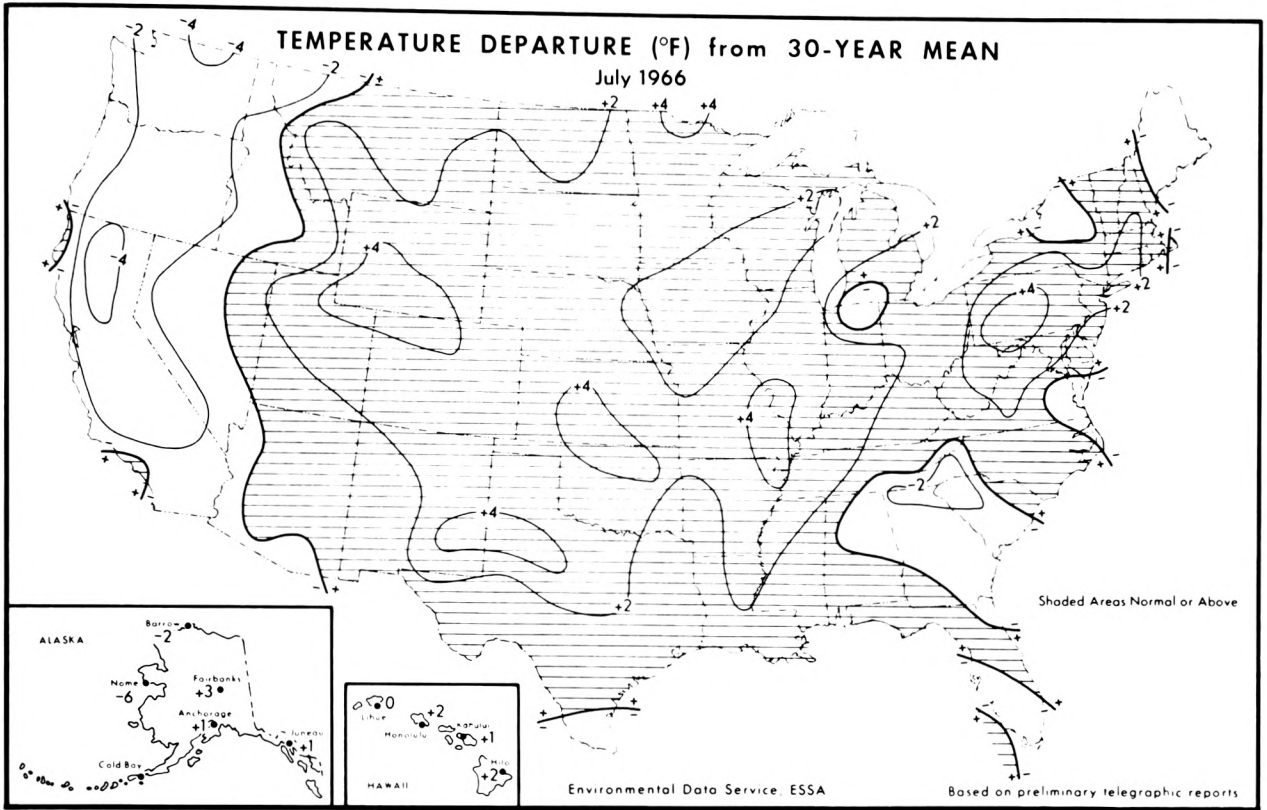 TEMPERATURE DEPARTURE (°F) from 30-YEAR MEAN
July 1966
-2
-4
-4
-2
±
+2
+4
+4
+2
+2
-4
+4
+
+4
+2
+2
+4
+4
-2
+4
+2
Shaded Areas Normal or Above
ALASKA
Barrow
-2
Nome
-6
Fairbanks
+3
Anchorage
+1
Juneau
+1
Cold Bay
Lihue
0
+2
Honolulu
Kahului
+1
Hilo
+2
HAWAII
Environmental Data Service, ESSA
Based on preliminary telegraphic reports